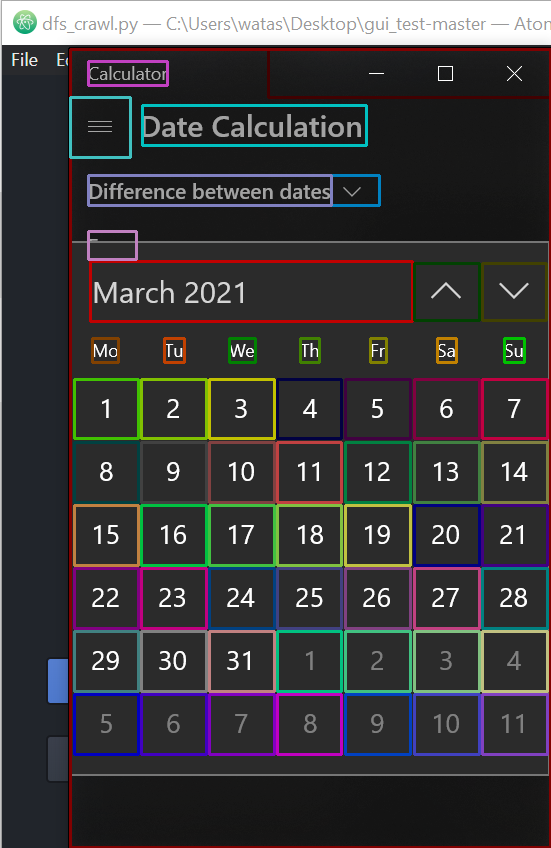 dfs_crawl.py — C:\Users\watas\Desktop\gui_test-master — Atom
File
Calculator
Date Calculation
Difference between dates
March 2021
Mo Tu We Th Fr Sa Su
1 2 3 4 5 6 7
8 9 10 11 12 13 14
15 16 17 18 19 20 21
22 23 24 25 26 27 28
29 30 31 1 2 3 4
5 6 7 8 9 10 11